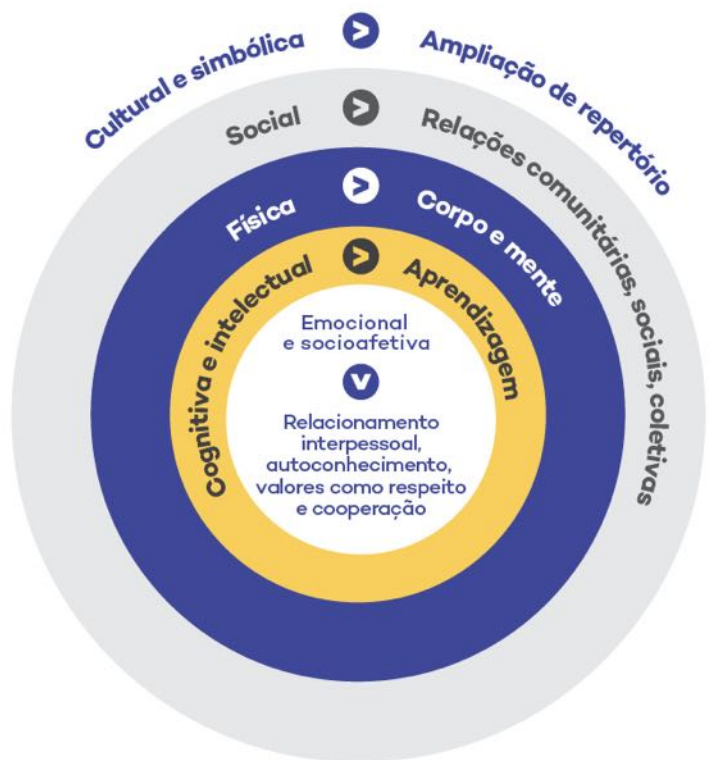 Cultural e simbólica > Ampliação de repertório
Social > Relações comunitárias, sociais, coletivas
Física > Corpo e mente
Cognitiva e intelectual > Aprendizagem
Emocional
e socioafetiva
>
Relacionamento
interpessoal,
autoconhecimento,
valores como respeito
e cooperação